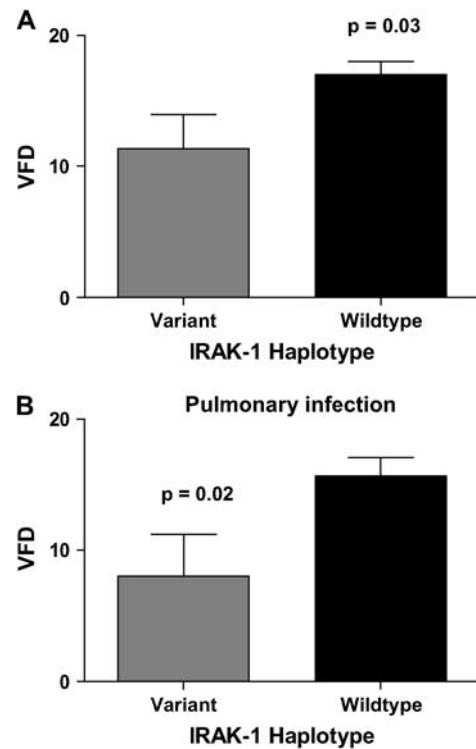 A
p = 0.03
20
10
0
VFD
Variant Wildtype
IRAK-1 Haplotype
B Pulmonary infection
20
p = 0.02
10
0
VFD
Variant Wildtype
IRAK-1 Haplotype